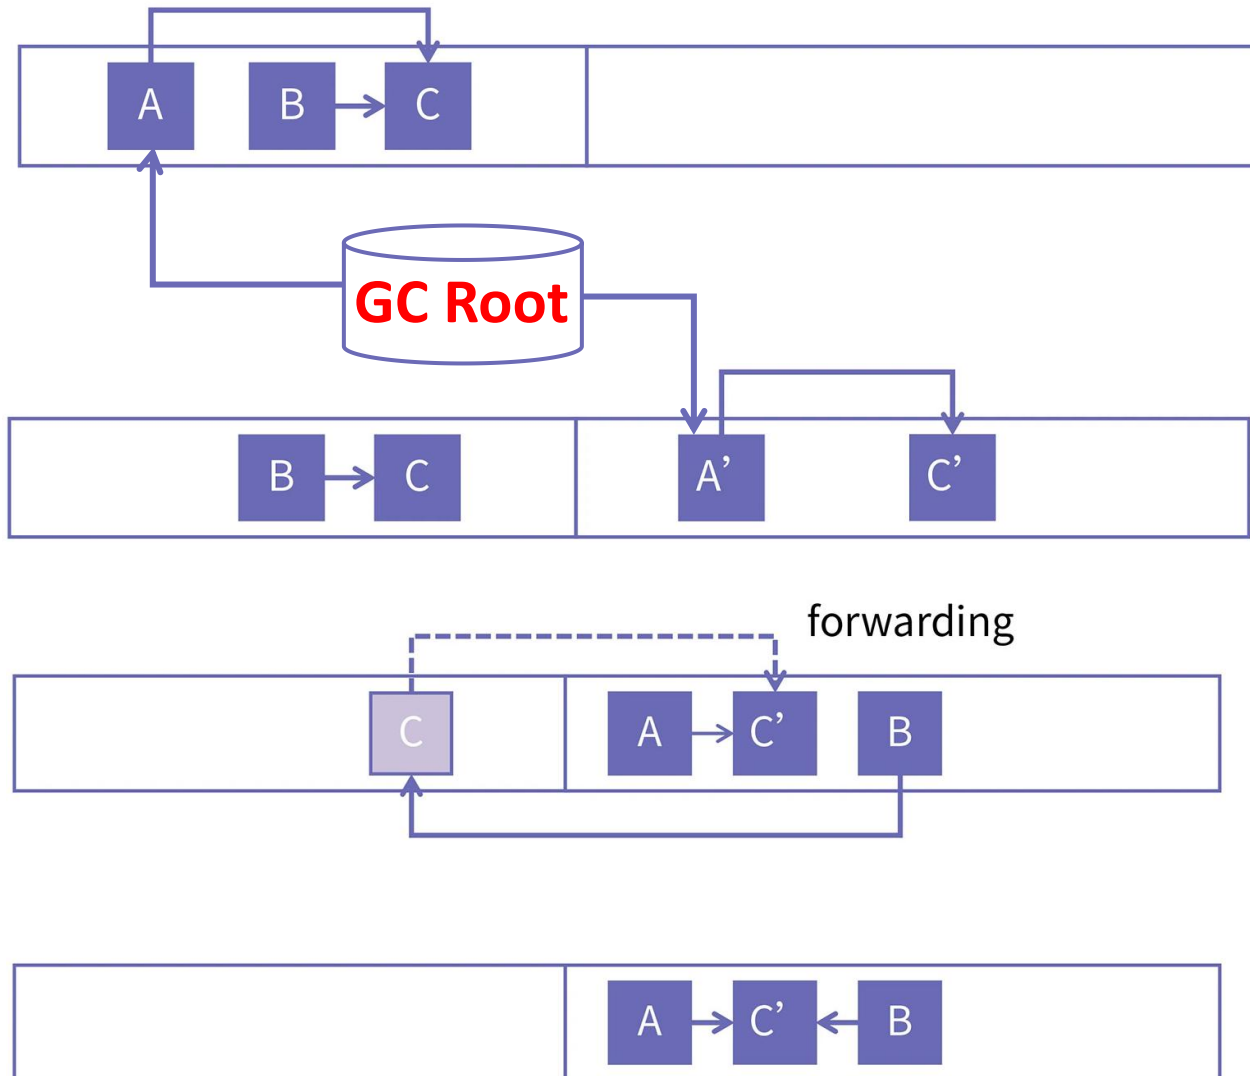 A B C
GC Root
B C A’ C’
forwarding
C A C’ B
A C’ B